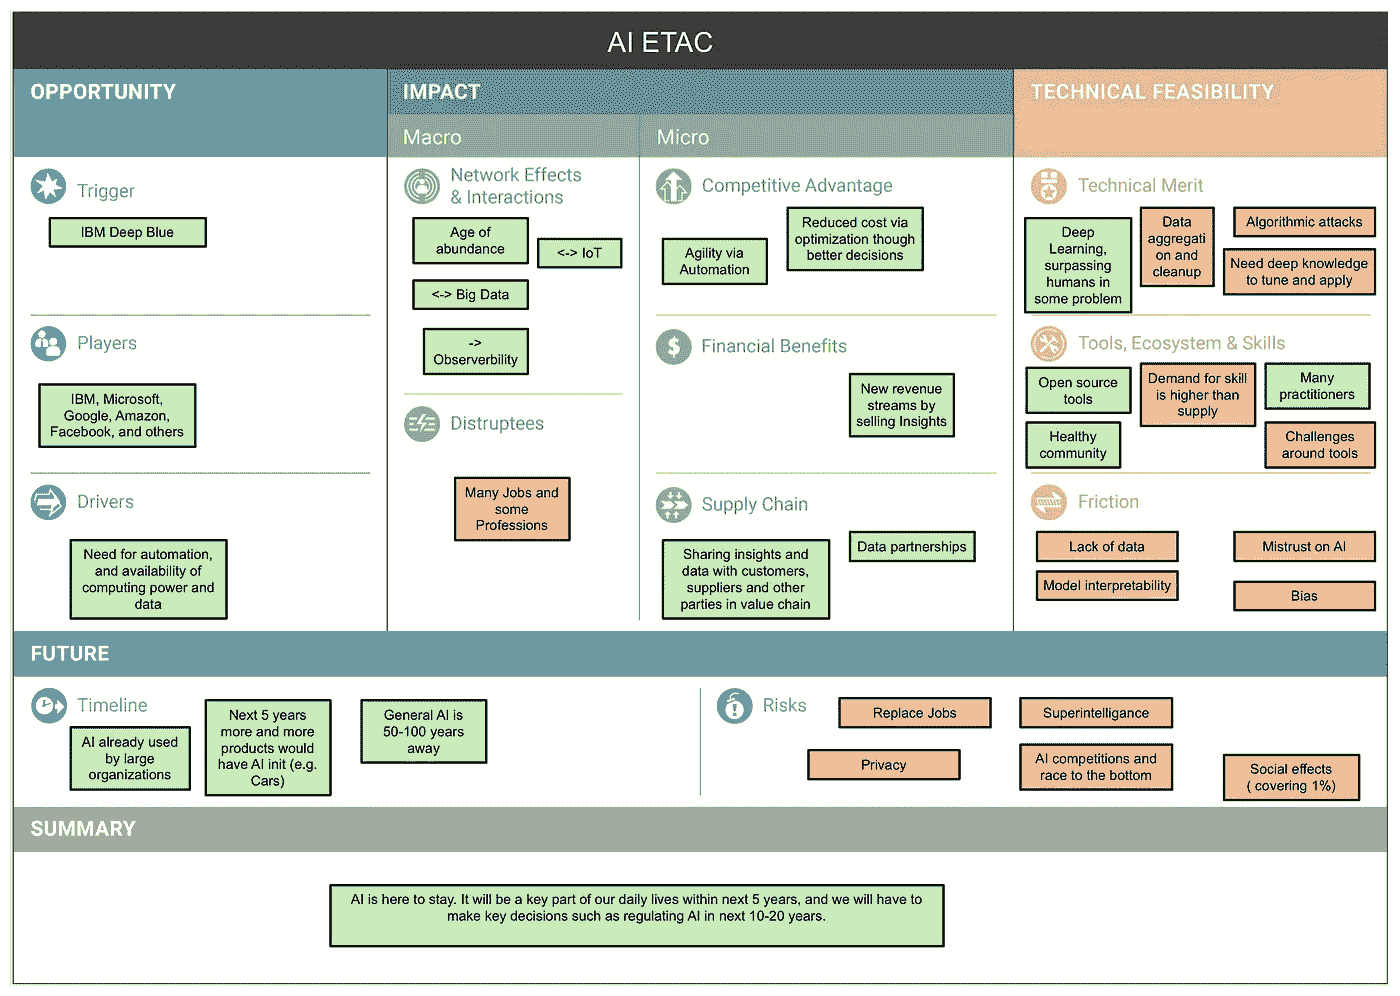 AI ETAC
OPPORTUNITY
Trigger
IBM Deep Blue
Players
IBM, Microsoft,
Google, Amazon,
Facebook, and others
Drivers
Need for automation,
and availability of
computing power and
data
IMPACT
Macro
Network Effects
& Interactions
Age of
abundance
<-> IoT
<-> Big Data
->
Observerbility
Distruptees
Many Jobs and
some
Professions
Micro
Competitive Advantage
Agility via
Automation
Reduced cost via
optimization though
better decisions
Financial Benefits
New revenue
streams by
selling Insights
Supply Chain
Sharing insights and
data with customers,
suppliers and other
parties in value chain
Data partnerships
TECHNICAL FEASIBILITY
Technical Merit
Deep
Learning,
surpassing
humans in
some problem
Data
aggregati
on and
cleanup
Algorithmic attacks
Need deep knowledge
to tune and apply
Tools, Ecosystem & Skills
Open source
tools
Demand for skill
is higher than
supply
Many
practitioners
Healthy
community
Challenges
around tools
Friction
Lack of data
Mistrust on AI
Model interpretability
Bias
FUTURE
Timeline
AI already used
by large
organizations
Next 5 years
more and more
products would
have AI init (e.g.
Cars)
General AI is
50-100 years
away
Risks
Replace Jobs
Superintelligance
Privacy
AI competitions and
race to the bottom
Social effects
( covering 1%)
SUMMARY
AI is here to stay. It will be a key part of our daily lives within next 5 years, and we will have to
make key decisions such as regulating AI in next 10-20 years.